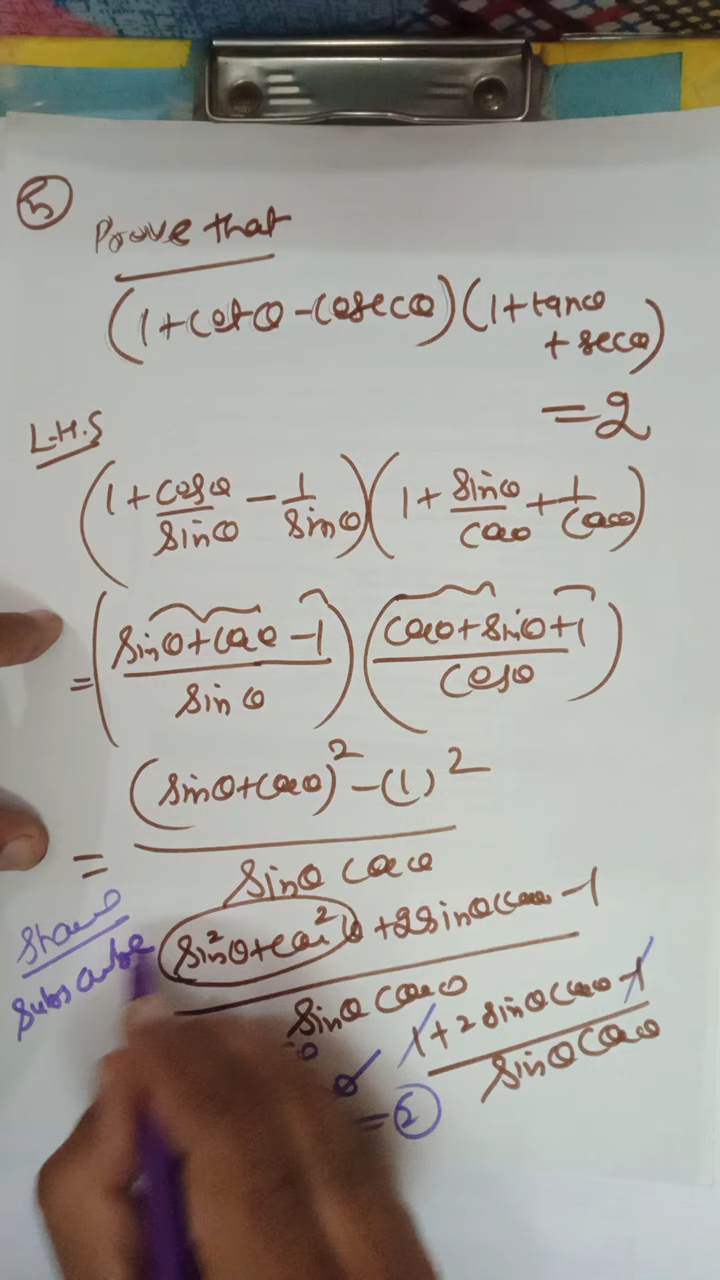 5
Prove that
(1+cotθ-cosecθ)(1+tanθ
+secθ)
=2
L.H.S
(1+cosθ/sinθ-1/sinθ)(1+sinθ/cosθ+1/cosθ)
=(sinθ+cosθ-1/sinθ)(cosθ+sinθ+1/cosθ)
=(sinθ+cosθ)²-(1)²/sinθ cosθ
sin²θ+cos²θ+2sinθcosθ-1/sinθ cosθ
1+2sinθcosθ-1/sinθcosθ
=2